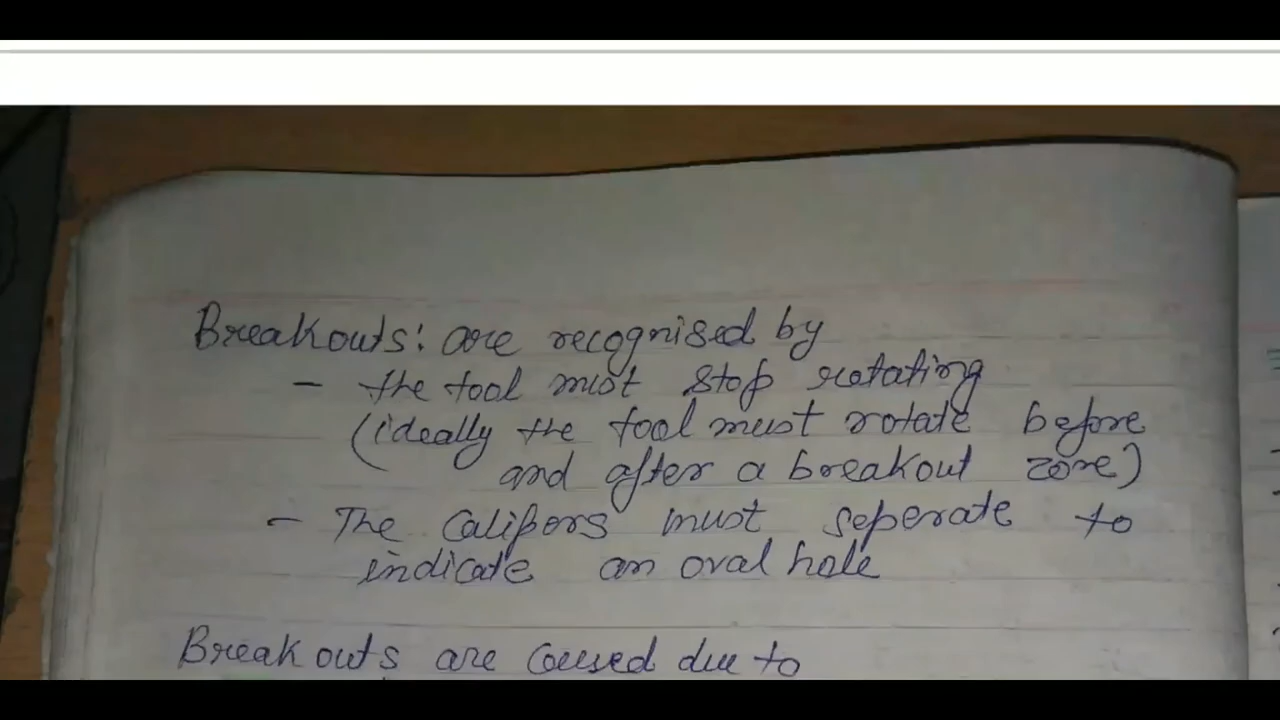 Breakouts: are recognised by
- the tool must stop rotating
(ideally the tool must rotate before
and after a breakout zone)
- The Calipors must seperate to
indicate an oval hole
Breakouts are caused due to